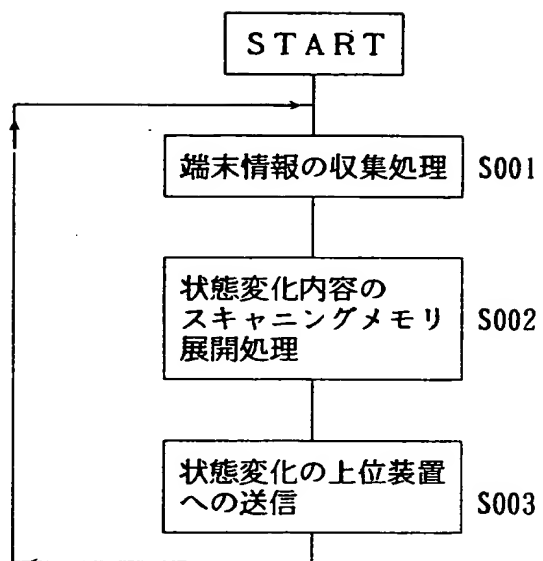 START
端末情報の収集処理 S001
状態変化内容の
スキャニングメモリ S002
展開処理
状態変化の上位装置
への送信 S003